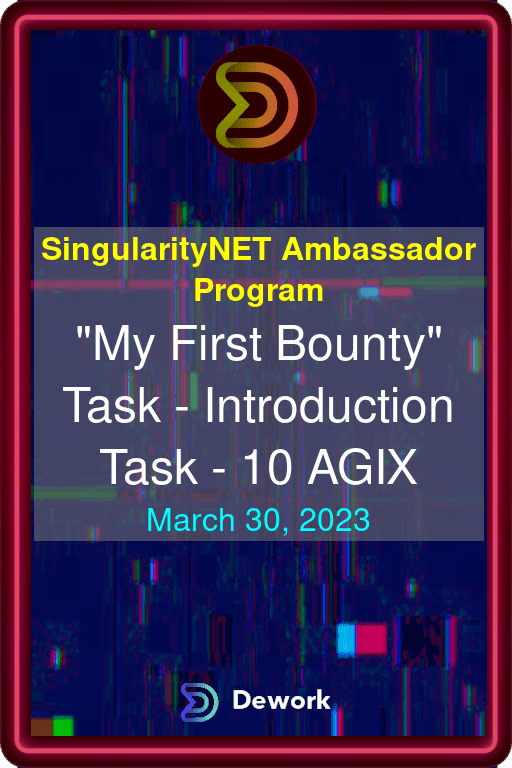 SingularityNET Ambassador
Program
"My First Bounty"
Task - Introduction
Task - 10 AGIX
March 30, 2023
Dework